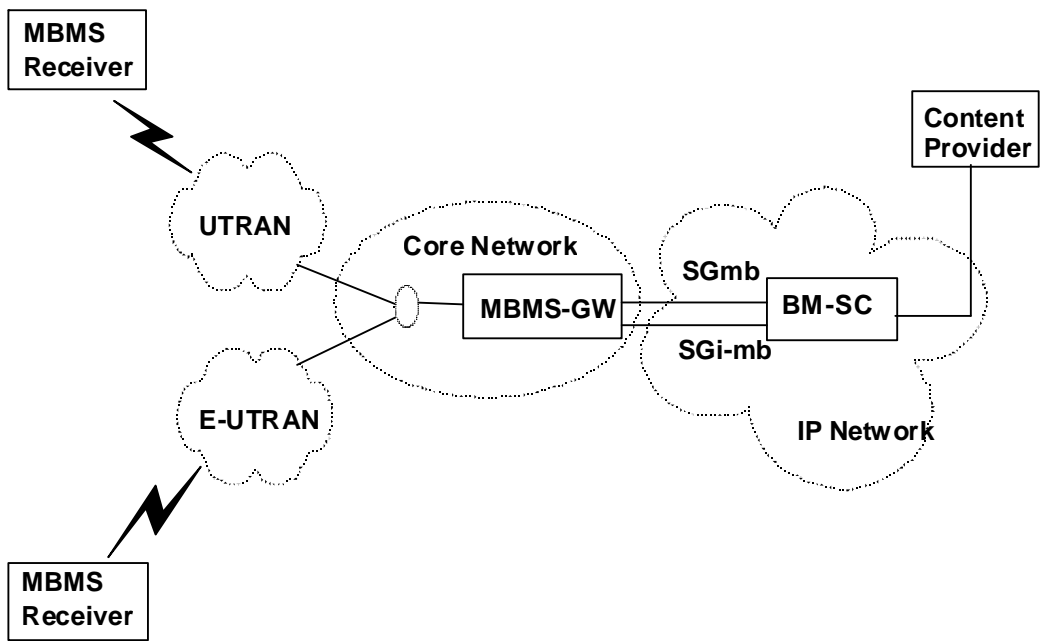 MBMS
Receiver
Content
Provider
UTRAN
Core Network
SGmb
MBMS-GW
BM-SC
SGi-mb
E-UTRAN
IP Network
MBMS
Receiver